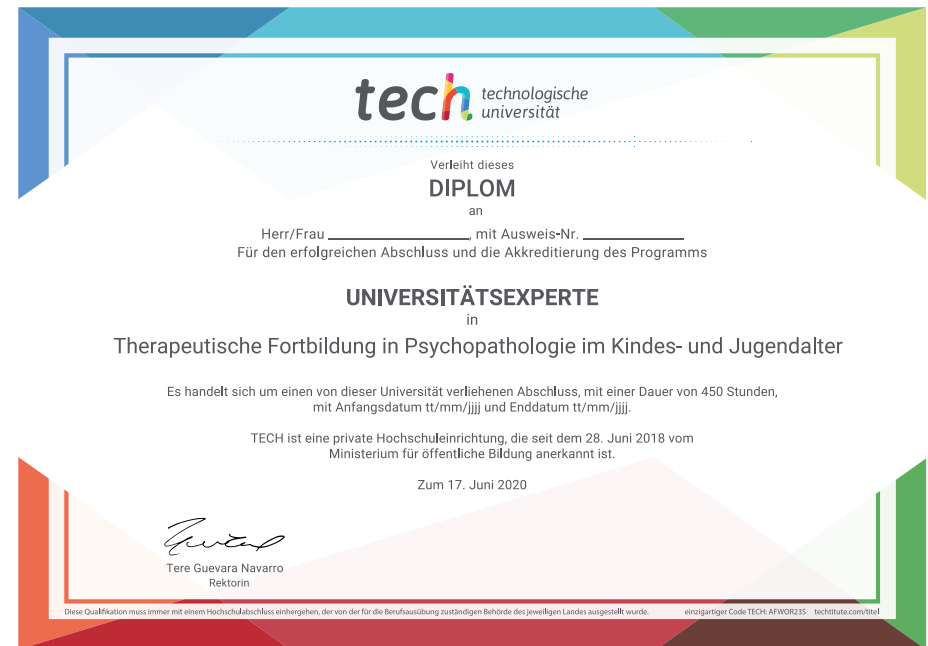 tech technologische
universität
Verleiht dieses
DIPLOM
an
Herr/Frau ____________________, mit Ausweis-Nr. ______________
Für den erfolgreichen Abschluss und die Akkreditierung des Programms
UNIVERSITÄTSEXPERTE
in
Therapeutische Fortbildung in Psychopathologie im Kindes- und Jugendalter
Es handelt sich um einen von dieser Universität verliehenen Abschluss, mit einer Dauer von 450 Stunden,
mit Anfangsdatum tt/mm/jjjj und Enddatum tt/mm/jjjj.
TECH ist eine private Hochschuleinrichtung, die seit dem 28. Juni 2018 vom
Ministerium für öffentliche Bildung anerkannt ist.
Zum 17. Juni 2020
Tere Guevara Navarro
Rektorin
Diese Qualifikation muss immer mit einem Hochschulabschluss einhergehen, der von der für die Berufsausübung zuständigen Behörde des jeweiligen Landes ausgestellt wurde. einzigartiger Code TECH: AFWOR23S techtitute.com/titel